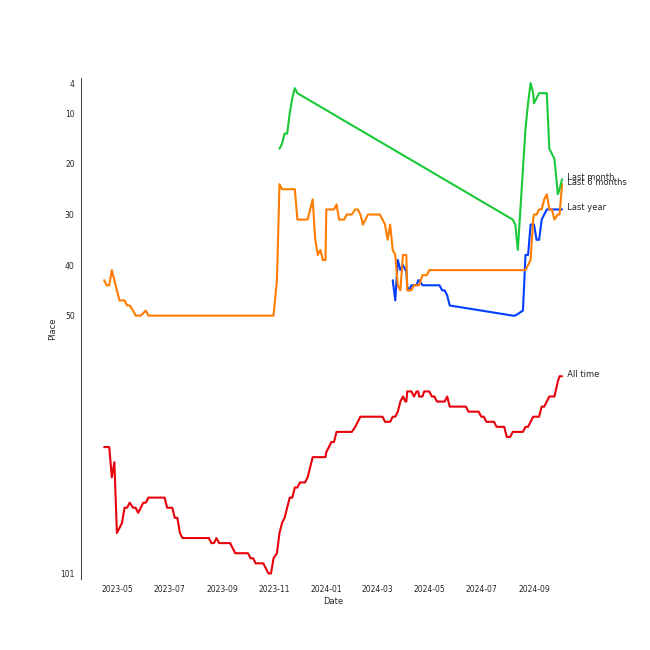 4
10
20
30
40
50
101
Place
Last month
Last 6 months
Last year
All time
2023-05
2023-07
2023-09
2023-11
2024-01
2024-03
2024-05
2024-07
2024-09
Date